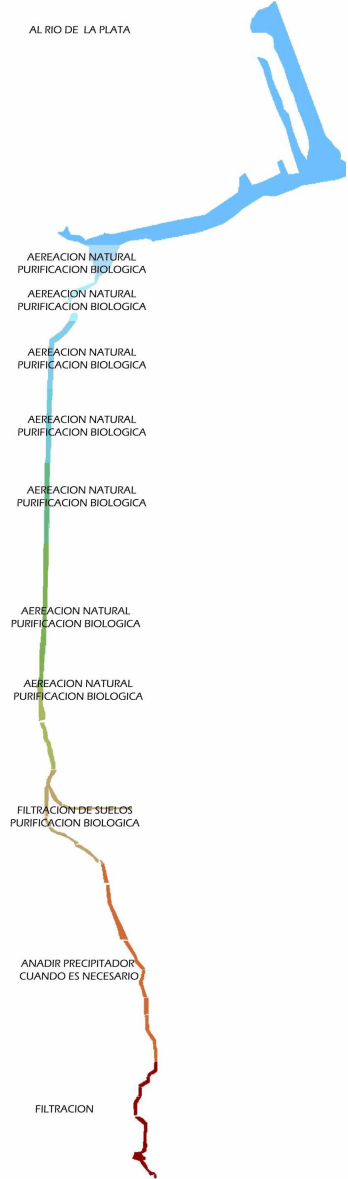 AL RIO DE LA PLATA
AEREACION NATURAL
PURIFICACION BIOLOGICA
AEREACION NATURAL
PURIFICACION BIOLOGICA
AEREACION NATURAL
PURIFICACION BIOLOGICA
AEREACION NATURAL
PURIFICACION BIOLOGICA
AEREACION NATURAL
PURIFICACION BIOLOGICA
AEREACION NATURAL
PURIFICACION BIOLOGICA
AEREACION NATURAL
PURIFICACION BIOLOGICA
FILTRACION DE SUELOS
PURIFICACION BIOLOGICA
ANADIR PRECIPITADOR
CUANDO ES NECESARIO
FILTRACION